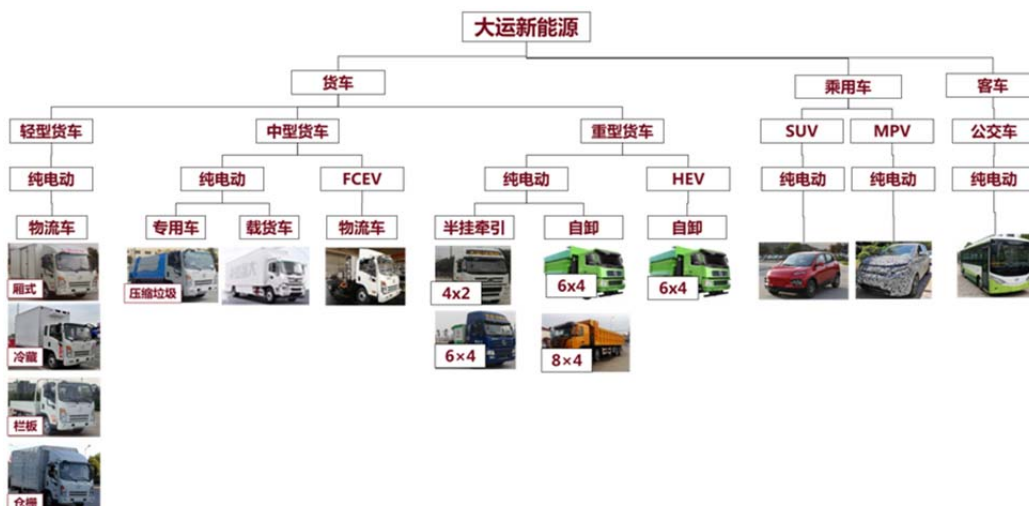 大运新能源
货车
乘用车
客车
轻型货车
中型货车
重型货车
SUV
MPV
公交车
纯电动
纯电动
FCEV
纯电动
HEV
纯电动
纯电动
纯电动
物流车
专用车
载货车
物流车
半挂牵引
自卸
自卸
厢式
压缩垃圾
4x2
6x4
6x4
冷藏
6×4
8×4
栏板
仓栅